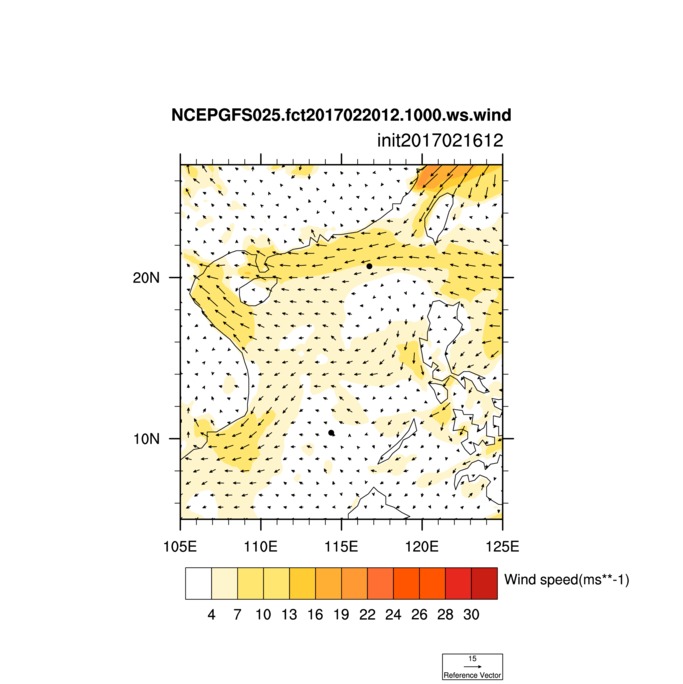 NCEPGFS025.fct2017022012.1000.ws.wind
init2017021612
20N
10N
105E 110E 115E 120E 125E
Wind speed(ms**-1)
4 7 10 13 16 19 22 24 26 28 30
15
Reference Vector